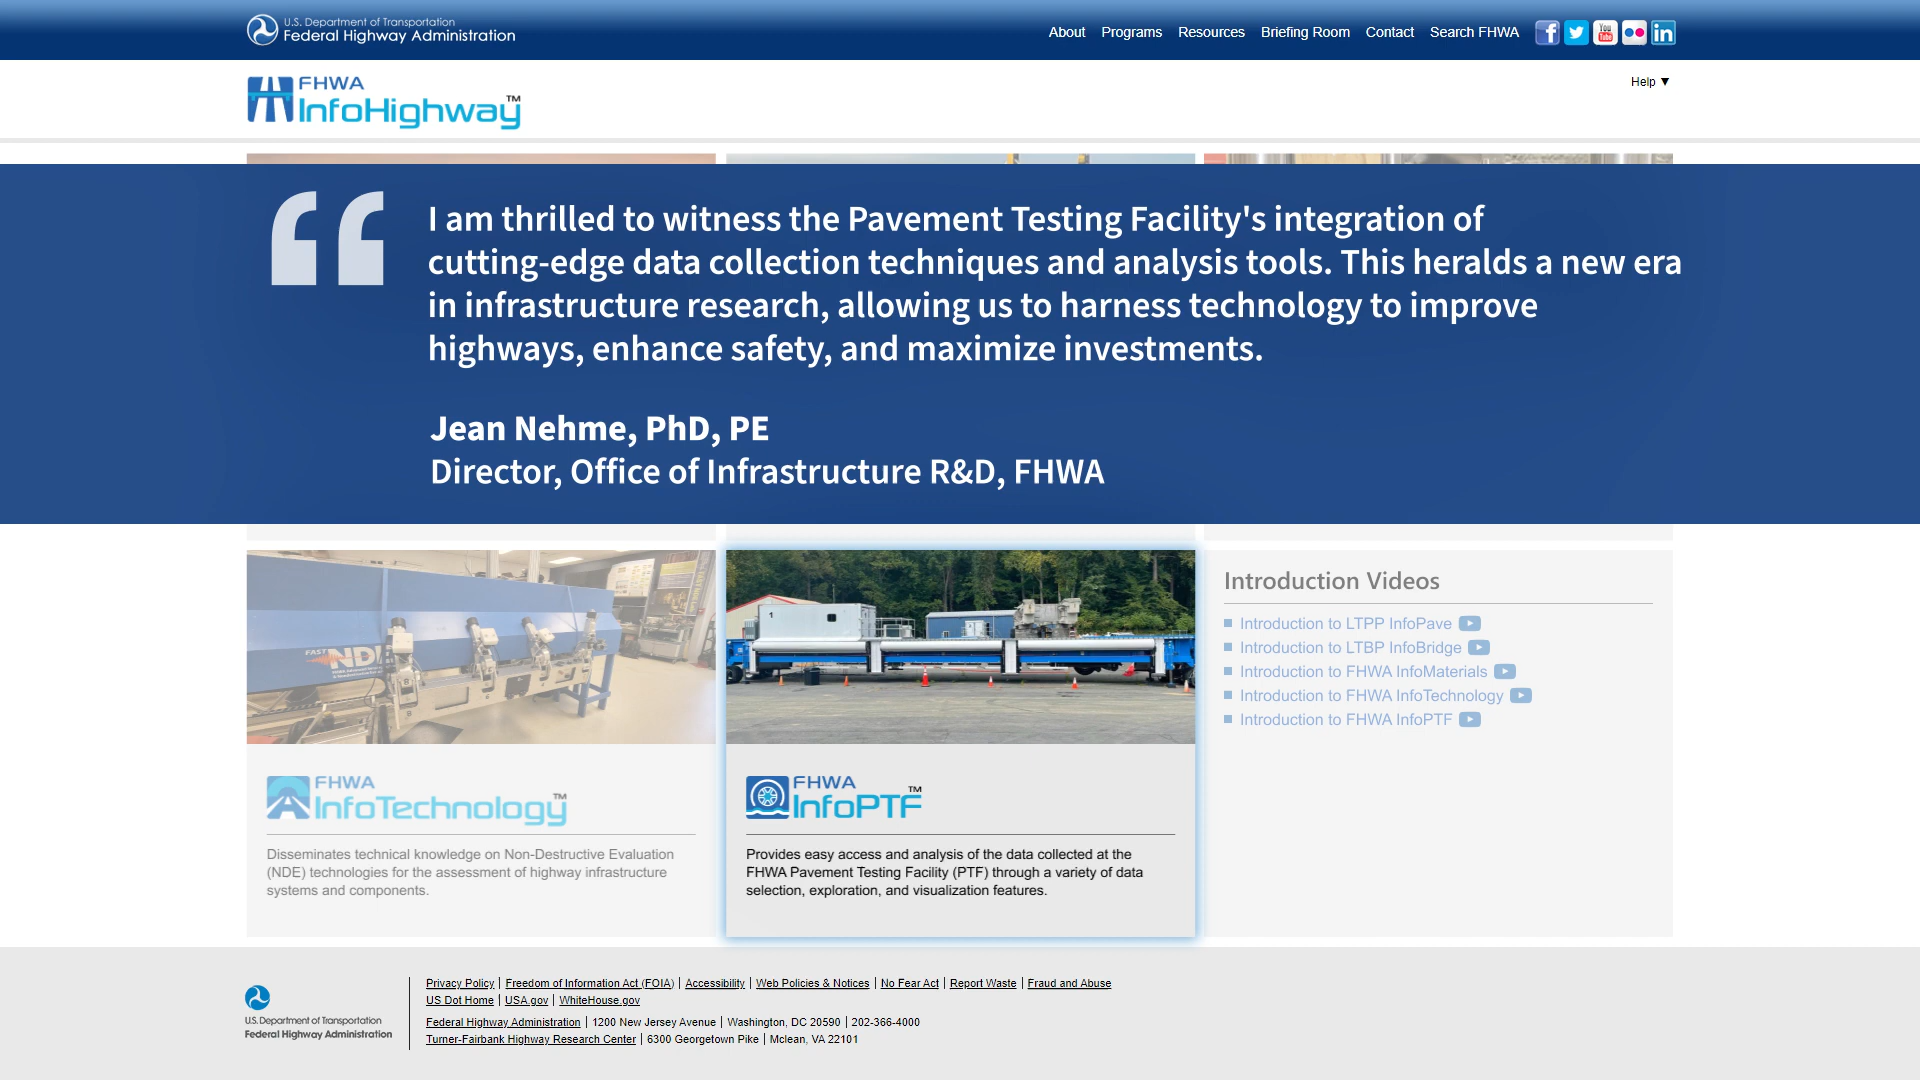 U.S. Department of Transportation
Federal Highway Administration
About Programs Resources Briefing Room Contact Search FHWA
You
Tube
FHWA
InfoHighway™
Help ▼
“
I am thrilled to witness the Pavement Testing Facility's integration of
cutting-edge data collection techniques and analysis tools. This heralds a new era
in infrastructure research, allowing us to harness technology to improve
highways, enhance safety, and maximize investments.
Jean Nehme, PhD, PE
Director, Office of Infrastructure R&D, FHWA
FAST
NDE
1
FHWA
InfoTechnology™
Disseminates technical knowledge on Non-Destructive Evaluation
(NDE) technologies for the assessment of highway infrastructure
systems and components.
FHWA
InfoPTF™
Provides easy access and analysis of the data collected at the
FHWA Pavement Testing Facility (PTF) through a variety of data
selection, exploration, and visualization features.
Introduction Videos
Introduction to LTPP InfoPave
Introduction to LTBP InfoBridge
Introduction to FHWA InfoMaterials
Introduction to FHWA InfoTechnology
Introduction to FHWA InfoPTF
U.S. Department of Transportation
Federal Highway Administration
Privacy Policy | Freedom of Information Act (FOIA) | Accessibility | Web Policies & Notices | No Fear Act | Report Waste | Fraud and Abuse
US Dot Home | USA.gov | WhiteHouse.gov
Federal Highway Administration | 1200 New Jersey Avenue | Washington, DC 20590 | 202-366-4000
Turner-Fairbank Highway Research Center | 6300 Georgetown Pike | Mclean, VA 22101